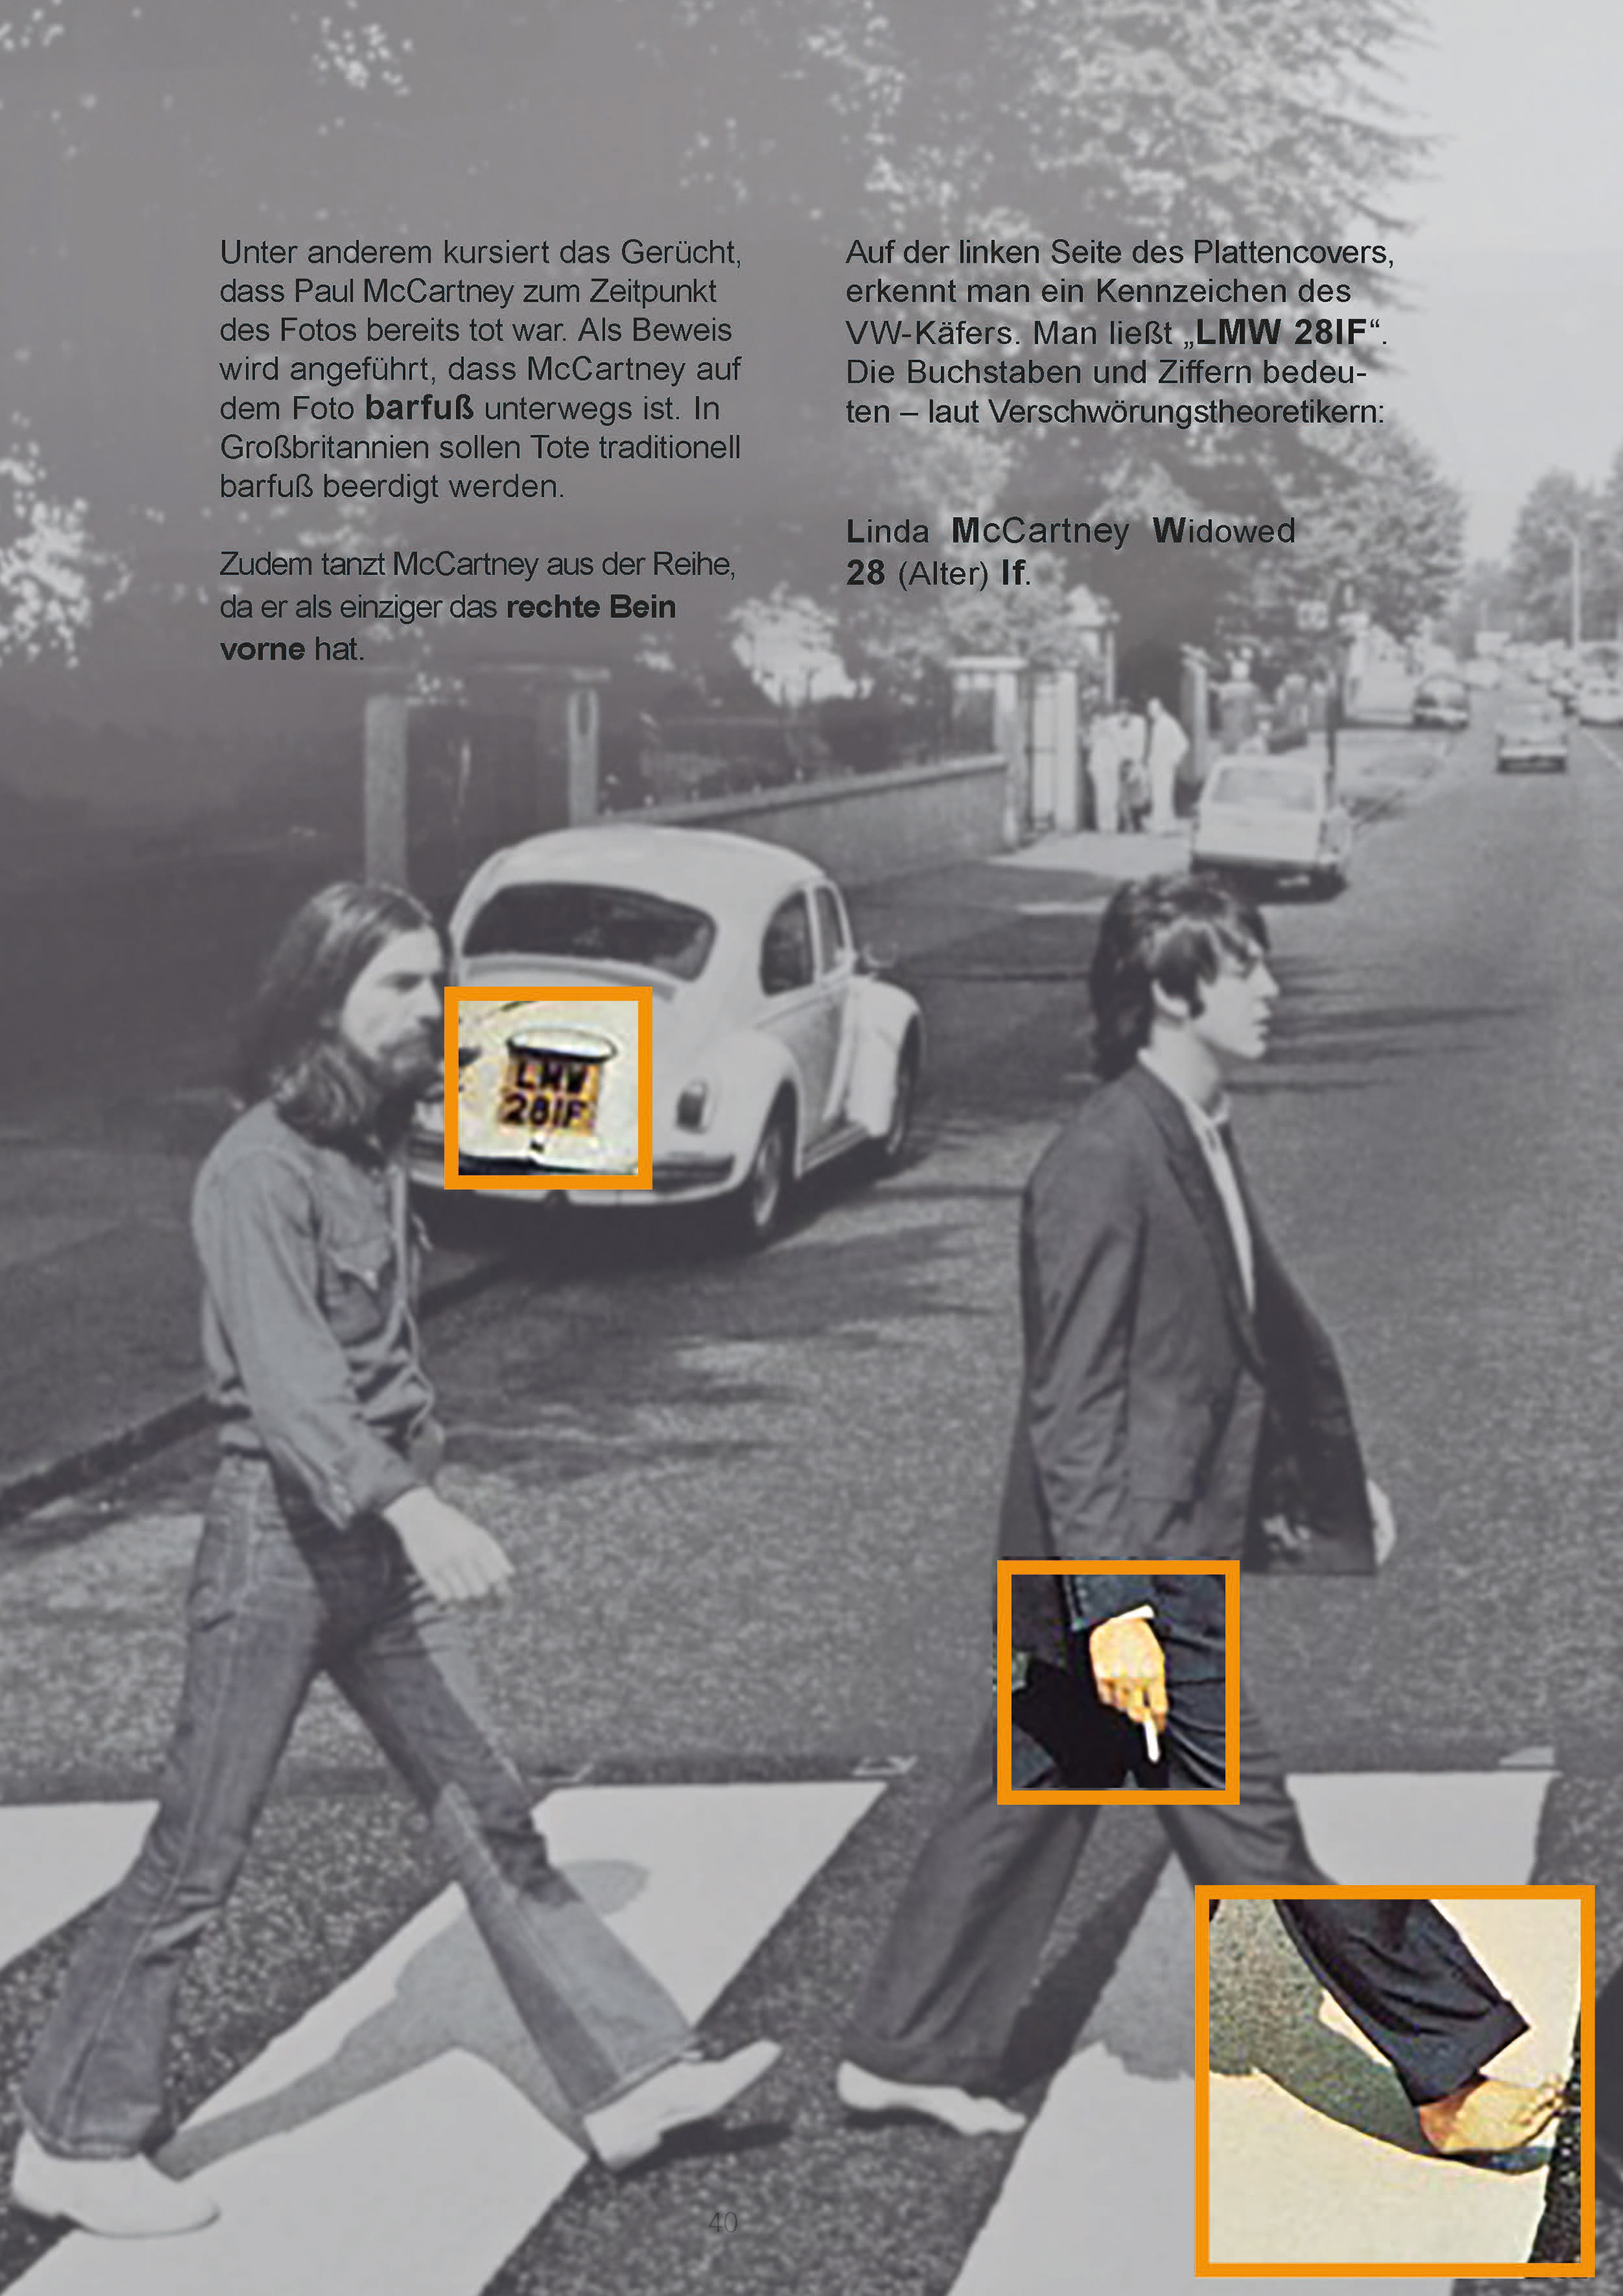 Unter anderem kursiert das Gerücht,
dass Paul McCartney zum Zeitpunkt
des Fotos bereits tot war. Als Beweis
wird angeführt, dass McCartney auf
dem Foto barfuß unterwegs ist. In
Großbritannien sollen Tote traditionell
barfuß beerdigt werden.
Zudem tanzt McCartney aus der Reihe,
da er als einziger das rechte Bein
vorne hat.
Auf der linken Seite des Plattencovers,
erkennt man ein Kennzeichen des
VW-Käfers. Man ließt „LMW 28IF“.
Die Buchstaben und Ziffern bedeu-
ten – laut Verschwörungstheoretikern:
Linda McCartney Widowed
28 (Alter) If.
LMW
28IF
40